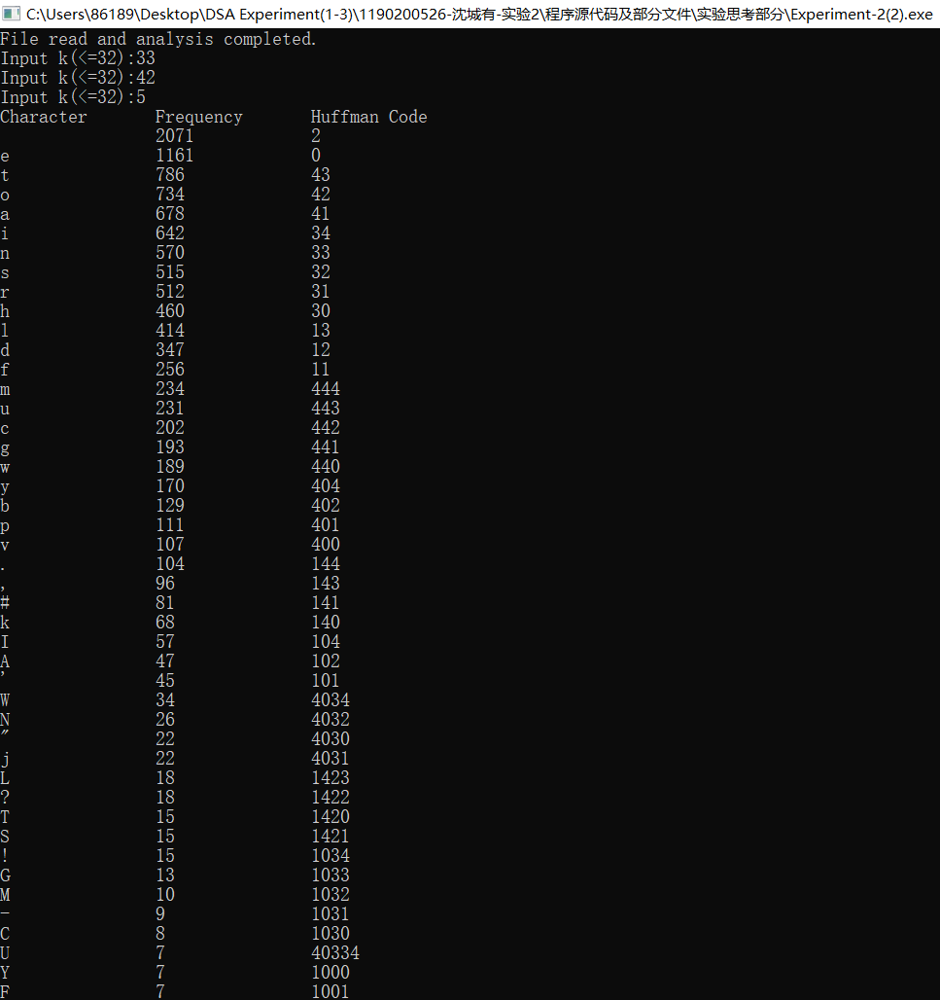 C:\Users\86189\Desktop\DSA Experiment(1-3)\1190200526-沈城有-实验2\程序源代码及部分文件\实验思考部分\Experiment-2(2).exe
File read and analysis completed.
Input k(<=32):33
Input k(<=32):42
Input k(<=32):5
Character Frequency Huffman Code
2071 2
e 1161 0
t 786 43
o 734 42
a 678 41
i 642 34
n 570 33
s 515 32
r 512 31
h 460 30
l 414 13
d 347 12
f 256 11
m 234 444
u 231 443
c 202 442
g 193 441
w 189 440
y 170 404
b 129 402
p 111 401
v 107 400
. 104 144
, 96 143
# 81 141
k 68 140
I 57 104
A 47 102
' 45 101
W 34 4034
N 26 4032
" 22 4030
j 22 4031
L 18 1423
? 18 1422
T 15 1420
S 15 1421
! 15 1034
G 13 1033
M 10 1032
- 9 1031
C 8 1030
U 7 40334
Y 7 1000
F 7 1001